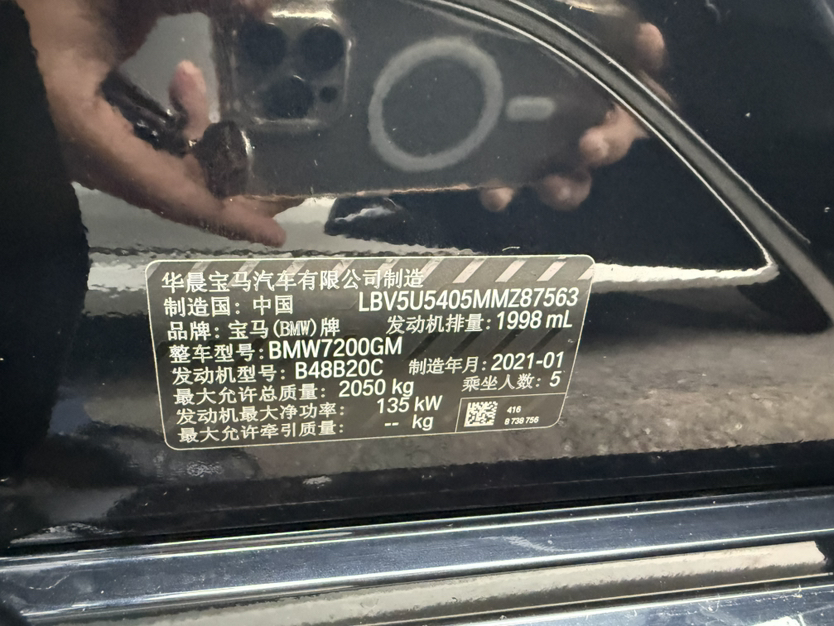 华晨宝马汽车有限公司制造
制造国: 中国 LBV5U5405MMZ87563
品牌: 宝马(BMW)牌 发动机排量: 1998 mL
整车型号: BMW7200GM
发动机型号: B48B20C 制造年月: 2021-01
最大允许总质量: 2050 kg 乘坐人数: 5
发动机最大净功率: 135 kW
最大允许牵引质量: -- kg
416
8 738 756